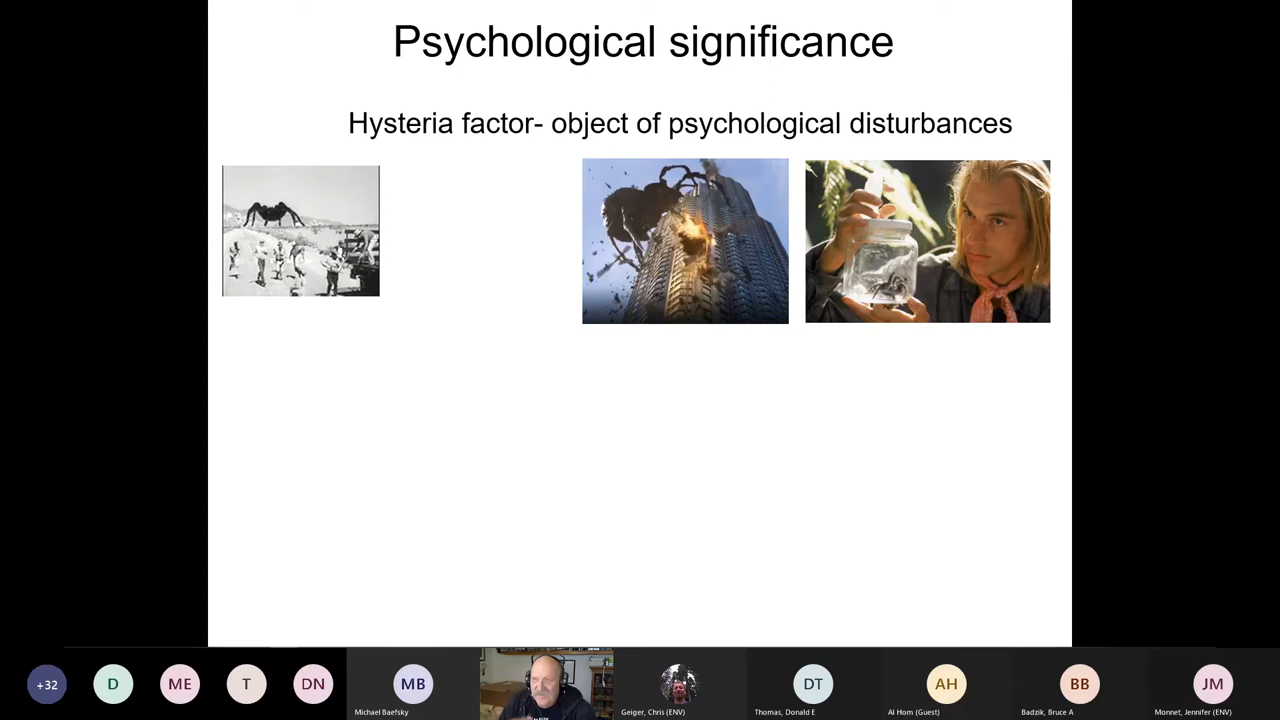 Psychological significance
Hysteria factor- object of psychological disturbances
+32
D
ME
T
DN
MB
DT
AH
BB
JM
Michael Baefsky
Geiger, Chris (ENV)
Thomas, Donald E
Al Hom (Guest)
Badzik, Bruce A
Monnet, Jennifer (ENV)